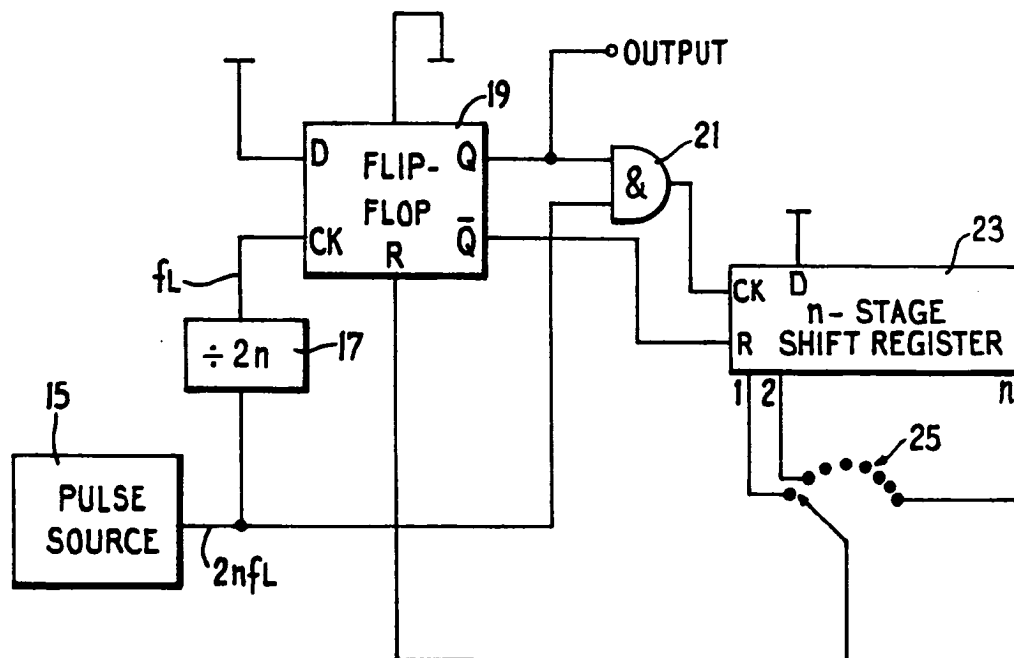 OUTPUT
19
D
FLIP-
FLOP
Q
CK
R
Q̅
21
&
fL
÷ 2n
17
15
PULSE
SOURCE
2nfL
23
CK
D
n- STAGE
SHIFT REGISTER
R
1
2
n
25